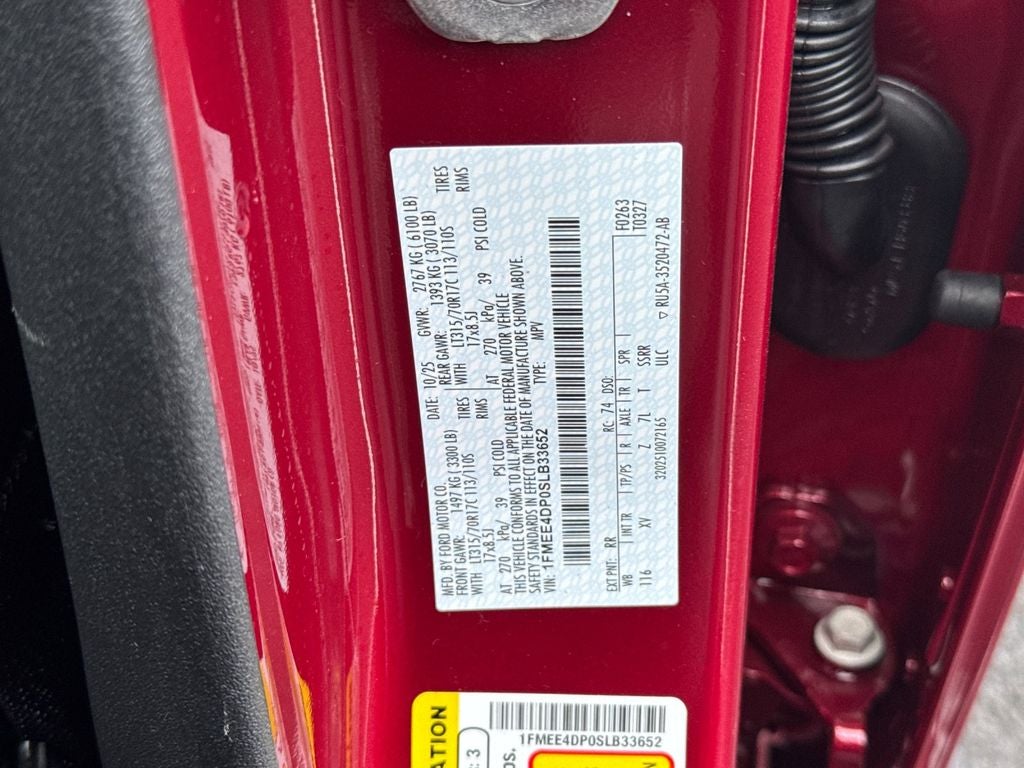 MFD. BY FORD MOTOR CO.
DATE: 10/25 GVWR: 2767 KG ( 6100 LB)
FRONT GAWR: 1497 KG ( 3300 LB) REAR GAWR: 1393 KG ( 3070 LB)
WITH LT315/70R17C 113/110S TIRES WITH LT315/70R17C 113/110S TIRES
17x8.5J RIMS 17x8.5J RIMS
AT 270 kPa/ 39 PSI COLD AT 270 kPa/ 39 PSI COLD
THIS VEHICLE CONFORMS TO ALL APPLICABLE FEDERAL MOTOR VEHICLE
SAFETY STANDARDS IN EFFECT ON THE DATE OF MANUFACTURE SHOWN ABOVE.
VIN: 1FMEE4DP0SLB33652 TYPE: MPV
F0263
EXT PNT: RR RC: 74 DSO: T0327
WB INT TR TP/PS R AXLE TR SPR
116 XV Z 7L T SSRR
3202510072165 ULC ▽ RU5A-3520472-AB
ATION
: 3
OS.
1FMEE4DP0SLB33652